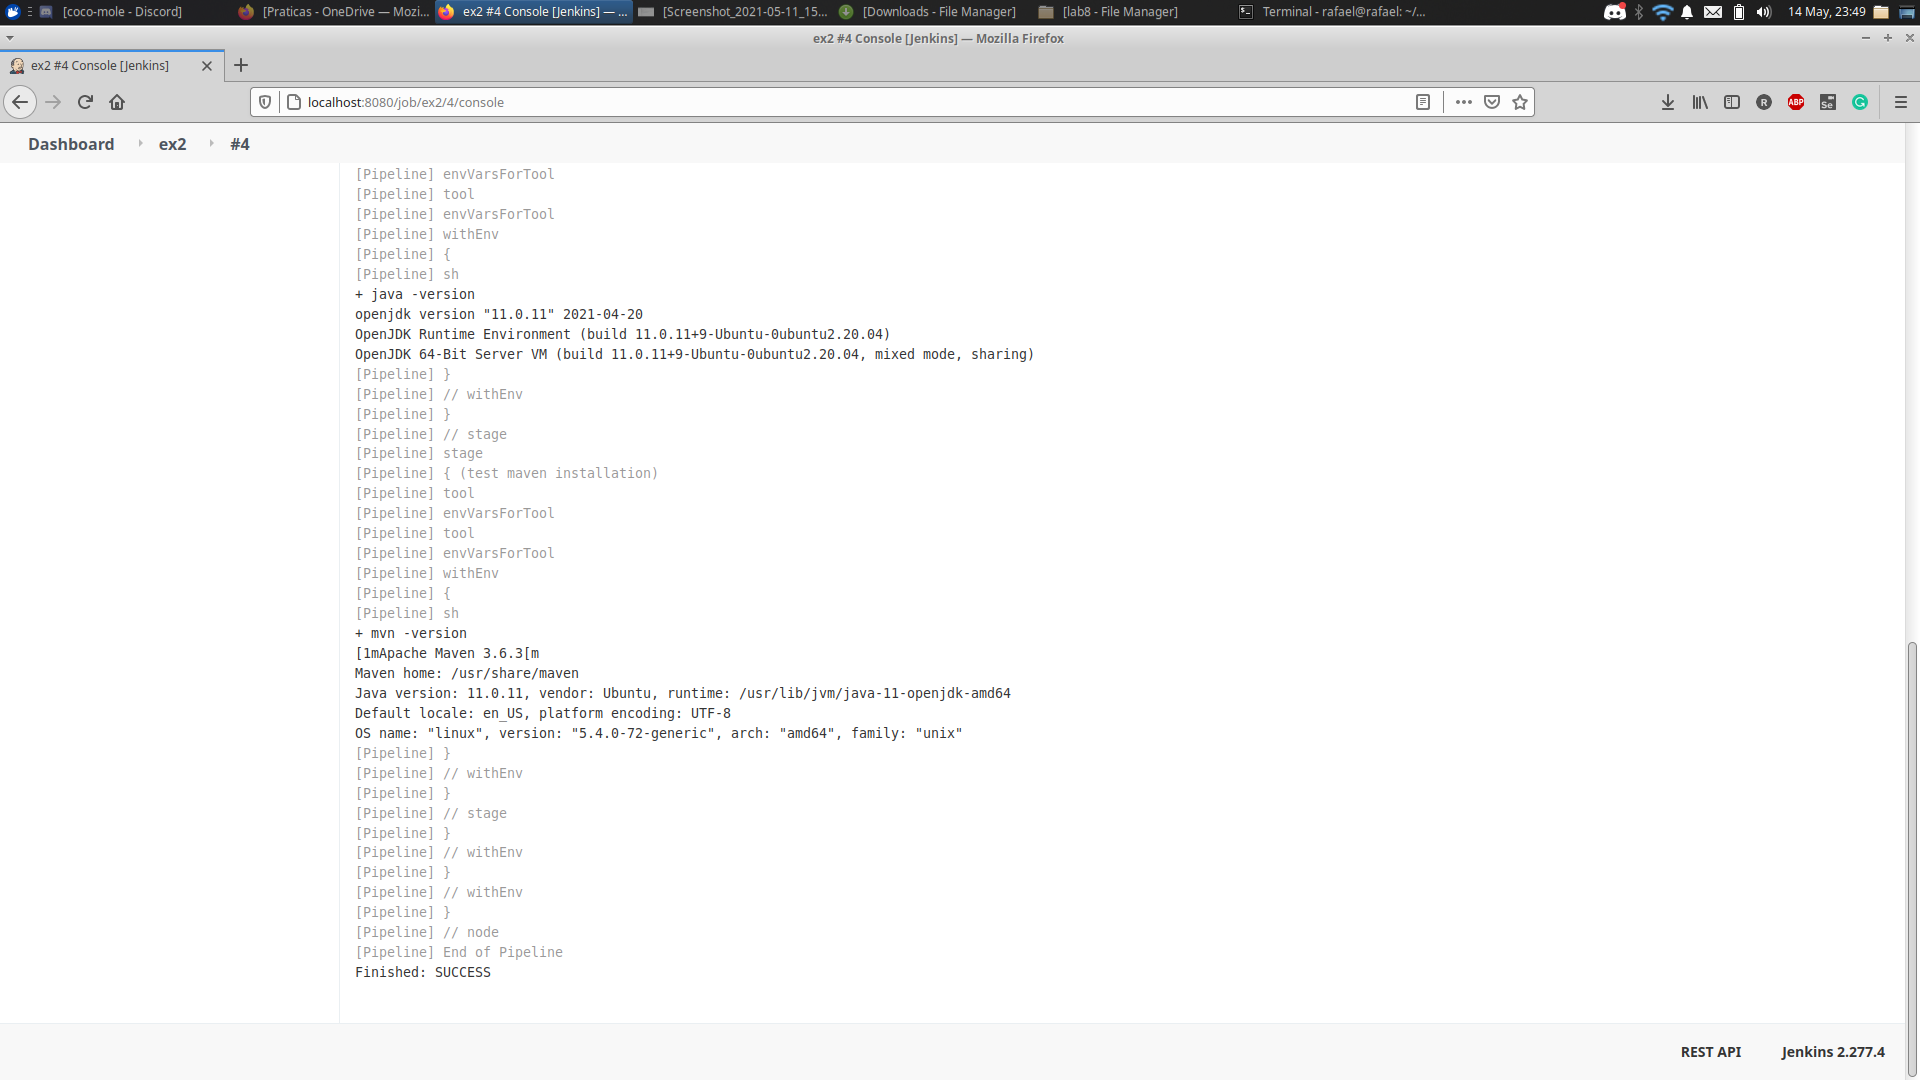 [coco-mole - Discord]
[Praticas - OneDrive — Mozi...
ex2 #4 Console [Jenkins] — ...
[Screenshot_2021-05-11_15...
[Downloads - File Manager]
[lab8 - File Manager]
Terminal - rafael@rafael: ~/...
14 May, 23:49
ex2 #4 Console [Jenkins] — Mozilla Firefox
ex2 #4 Console [Jenkins]
localhost:8080/job/ex2/4/console
R
ABP
Se
G
Dashboard
ex2
#4
[Pipeline] envVarsForTool
[Pipeline] tool
[Pipeline] envVarsForTool
[Pipeline] withEnv
[Pipeline] {
[Pipeline] sh
+ java -version
openjdk version "11.0.11" 2021-04-20
OpenJDK Runtime Environment (build 11.0.11+9-Ubuntu-0ubuntu2.20.04)
OpenJDK 64-Bit Server VM (build 11.0.11+9-Ubuntu-0ubuntu2.20.04, mixed mode, sharing)
[Pipeline] }
[Pipeline] // withEnv
[Pipeline] }
[Pipeline] // stage
[Pipeline] stage
[Pipeline] { (test maven installation)
[Pipeline] tool
[Pipeline] envVarsForTool
[Pipeline] tool
[Pipeline] envVarsForTool
[Pipeline] withEnv
[Pipeline] {
[Pipeline] sh
+ mvn -version
[1mApache Maven 3.6.3[m
Maven home: /usr/share/maven
Java version: 11.0.11, vendor: Ubuntu, runtime: /usr/lib/jvm/java-11-openjdk-amd64
Default locale: en_US, platform encoding: UTF-8
OS name: "linux", version: "5.4.0-72-generic", arch: "amd64", family: "unix"
[Pipeline] }
[Pipeline] // withEnv
[Pipeline] }
[Pipeline] // stage
[Pipeline] }
[Pipeline] // withEnv
[Pipeline] }
[Pipeline] // withEnv
[Pipeline] }
[Pipeline] // node
[Pipeline] End of Pipeline
Finished: SUCCESS
REST API
Jenkins 2.277.4